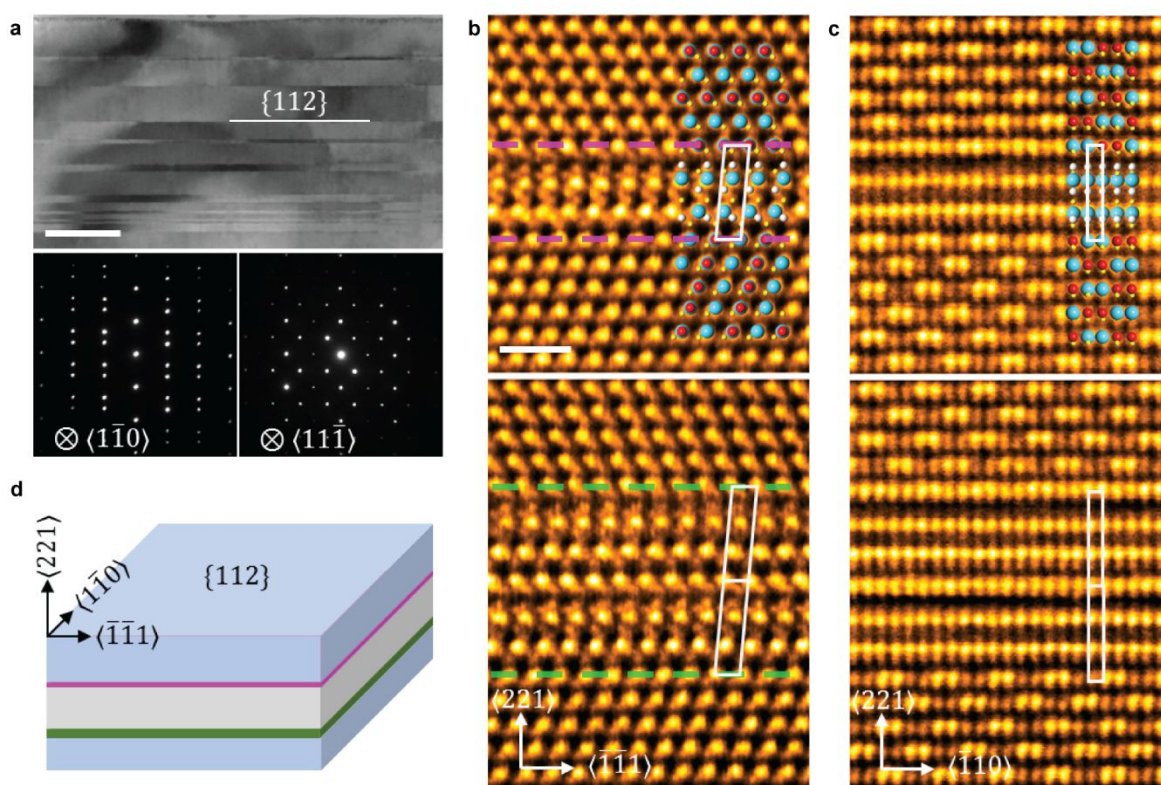 a
{112}
⊗ ⟨11̅0⟩
⊗ ⟨111̅⟩
b
⟨221⟩
⟨1̅1̅1⟩
c
⟨221⟩
⟨1̅10⟩
d
⟨221⟩
⟨11̅0⟩
⟨1̅1̅1⟩
{112}